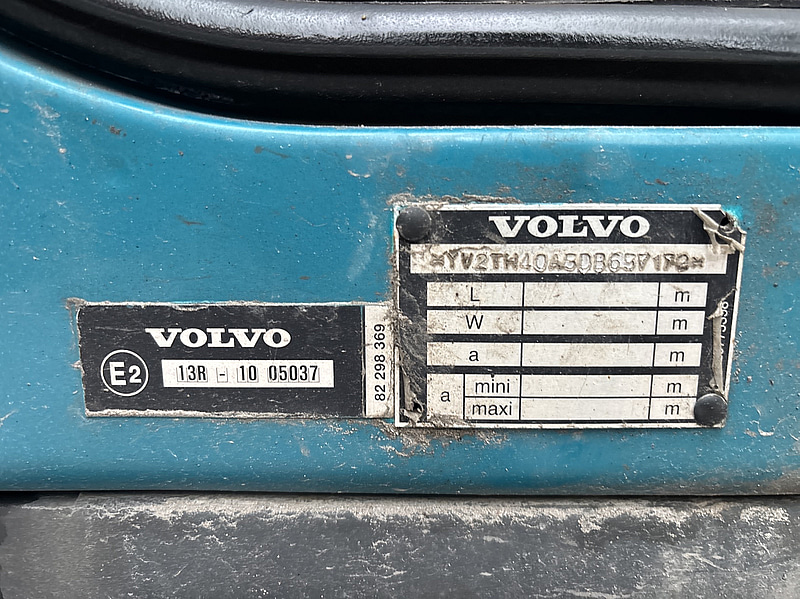 VOLVO
E2
13R - 10 05037
82 298 369
VOLVO
L m
W m
a m
a mini m
maxi m